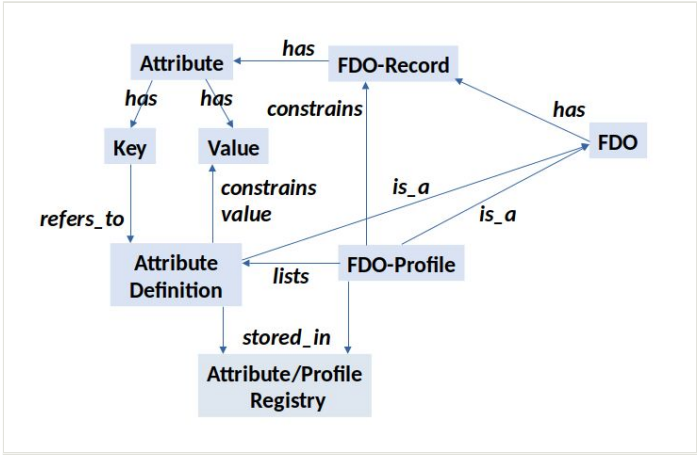 has
Attribute
FDO-Record
has
has
constrains
has
Key
Value
FDO
constrains
value
is_a
refers_to
is_a
Attribute
Definition
lists
FDO-Profile
stored_in
Attribute/Profile
Registry